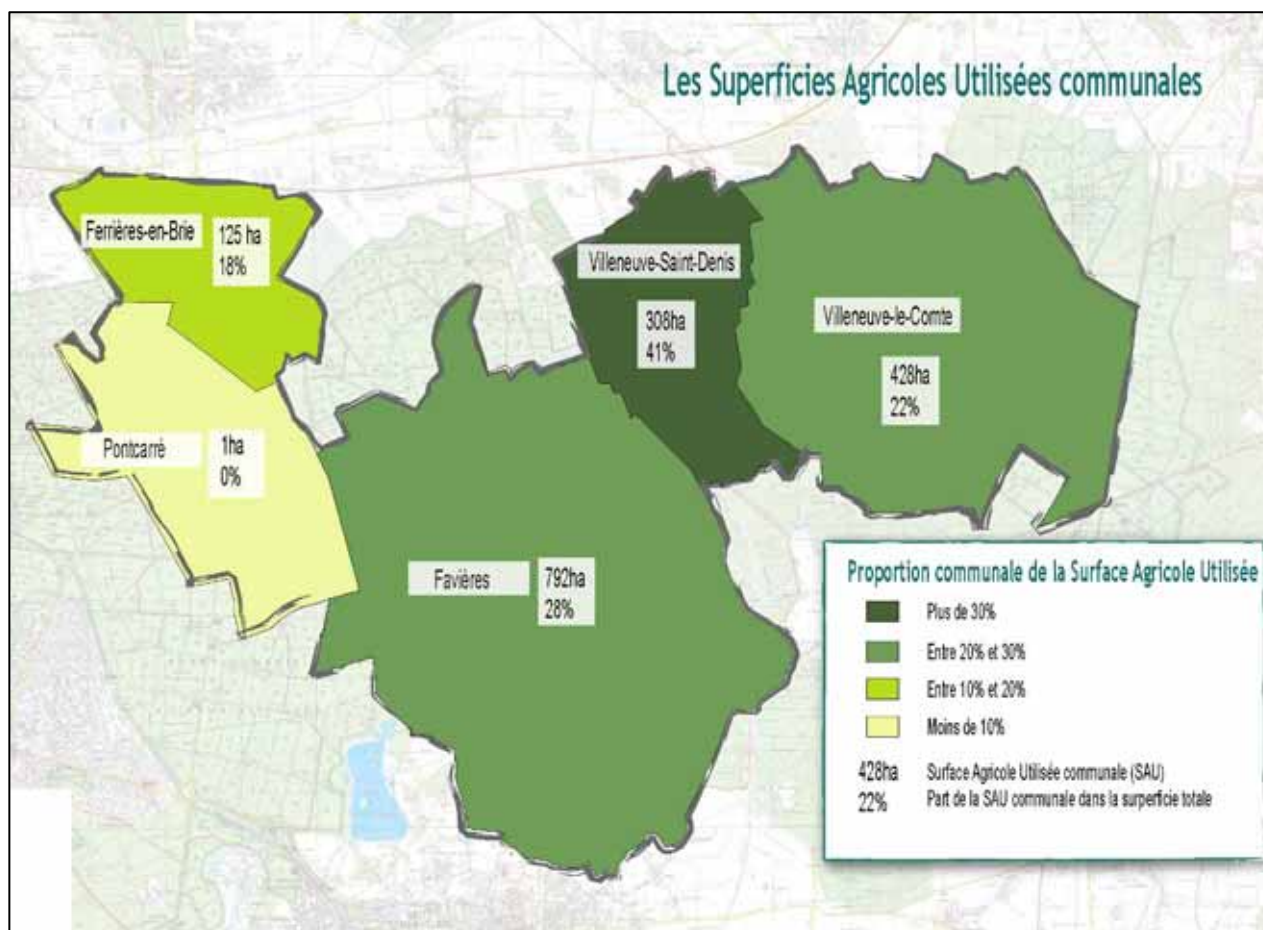 Les Superficies Agricoles Utilisées communales
Ferrières-en-Brie
125 ha
18%
Villeneuve-Saint-Denis
308ha
41%
Villeneuve-le-Comte
428ha
22%
Pontcarré
1ha
0%
Favières
792ha
28%
Proportion communale de la Surface Agricole Utilisée
Plus de 30%
Entre 20% et 30%
Entre 10% et 20%
Moins de 10%
428ha Surface Agricole Utilisée communale (SAU)
22% Part de la SAU communale dans la surperficie totale